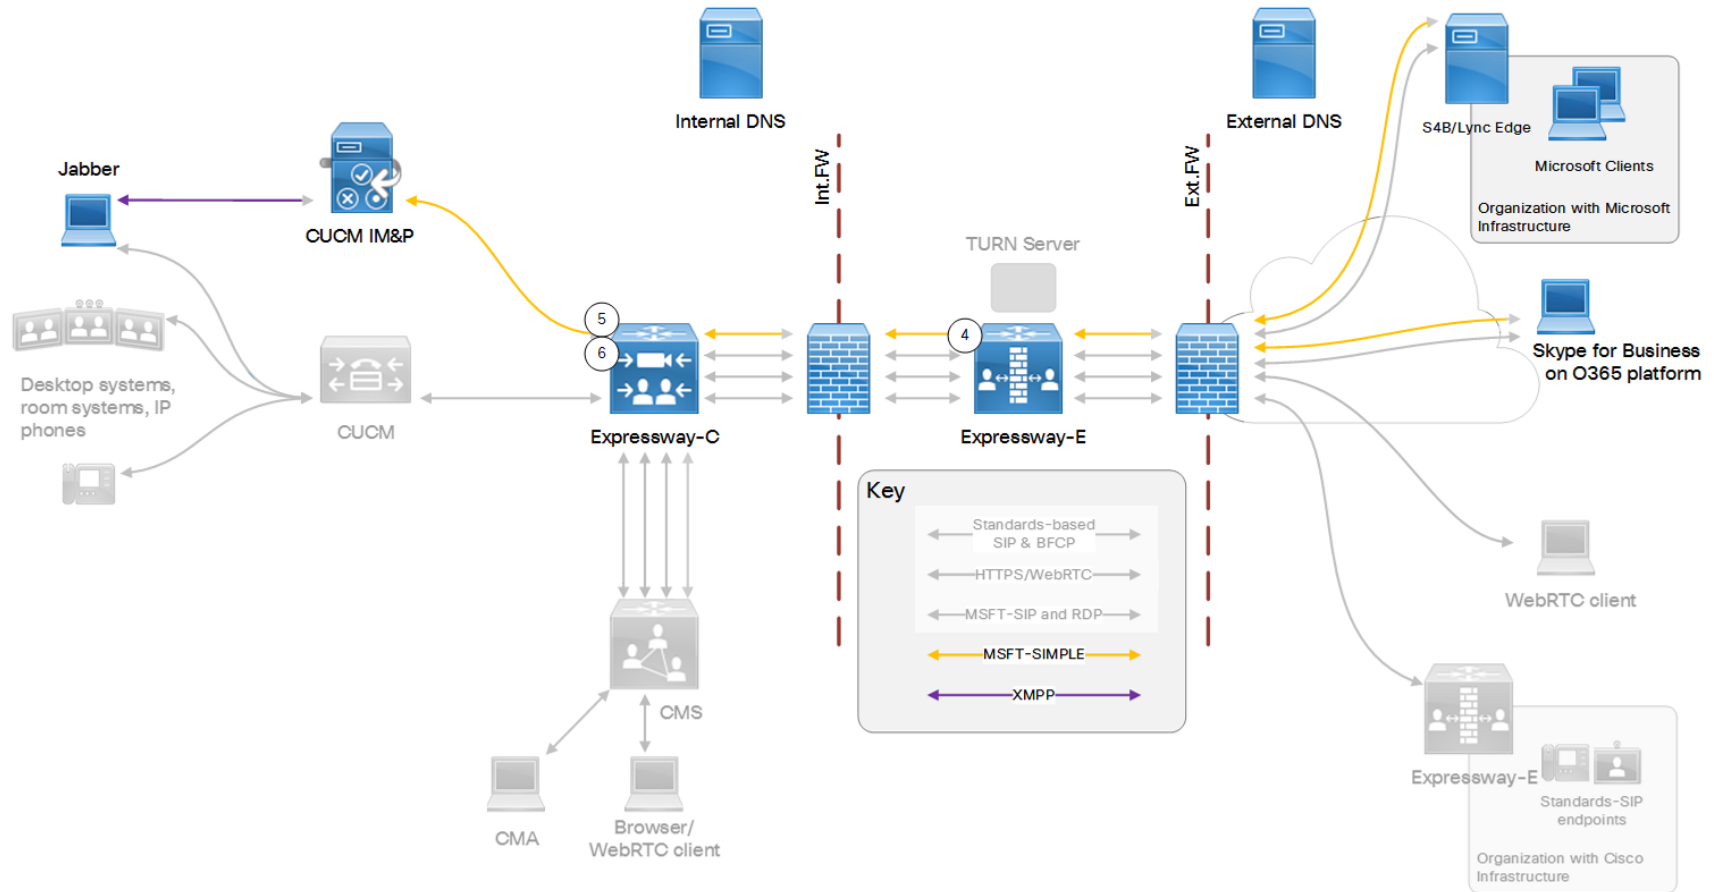 Internal DNS
External DNS
S4B/Lync Edge
Microsoft Clients
Organization with Microsoft
Infrastructure
Jabber
CUCM IM&P
Int.FW
Ext.FW
TURN Server
5
6
4
Skype for Business
on O365 platform
Desktop systems,
room systems, IP
phones
CUCM
Expressway-C
Expressway-E
Key
Standards-based
SIP & BFCP
HTTPS/WebRTC
MSFT-SIP and RDP
MSFT-SIMPLE
XMPP
WebRTC client
CMS
CMA
Browser/
WebRTC client
Expressway-E
Standards-SIP
endpoints
Organization with Cisco
Infrastructure